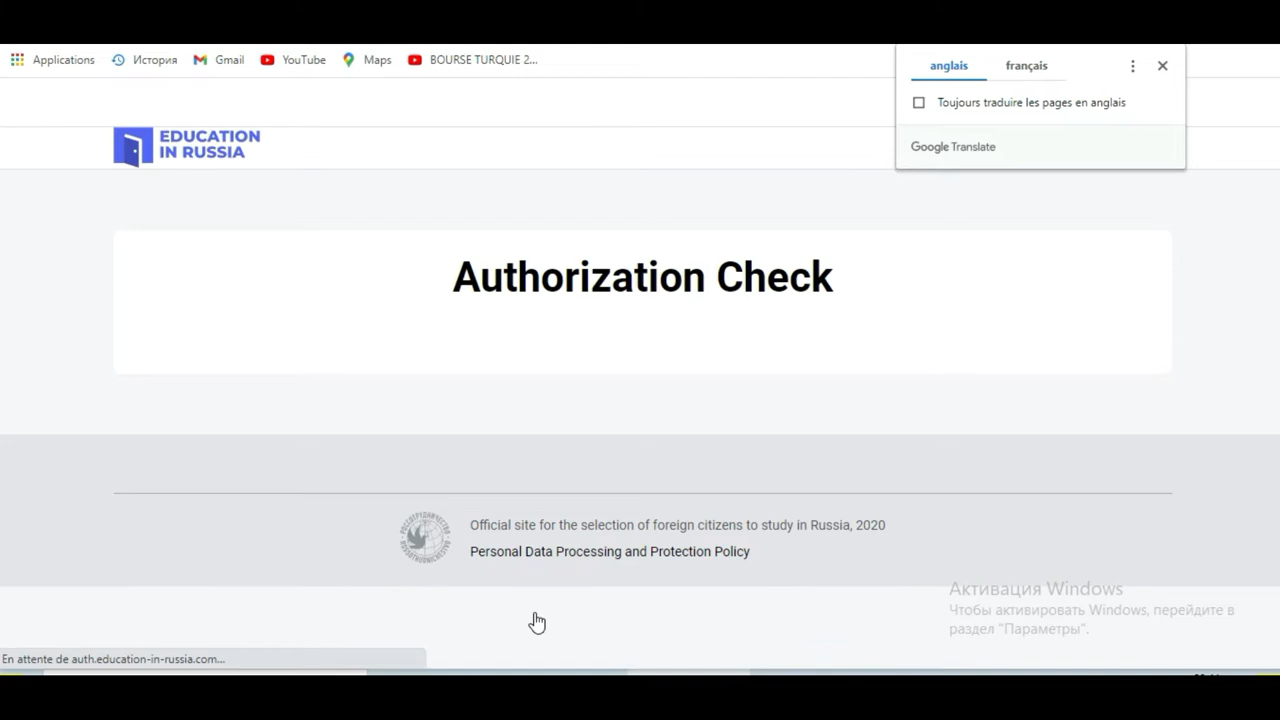 Applications
История
Gmail
YouTube
Maps
BOURSE TURQUIE 2...
anglais
français
Toujours traduire les pages en anglais
Google Translate
EDUCATION
IN RUSSIA
Authorization Check
Official site for the selection of foreign citizens to study in Russia, 2020
Personal Data Processing and Protection Policy
Активация Windows
Чтобы активировать Windows, перейдите в
раздел "Параметры".
En attente de auth.education-in-russia.com...